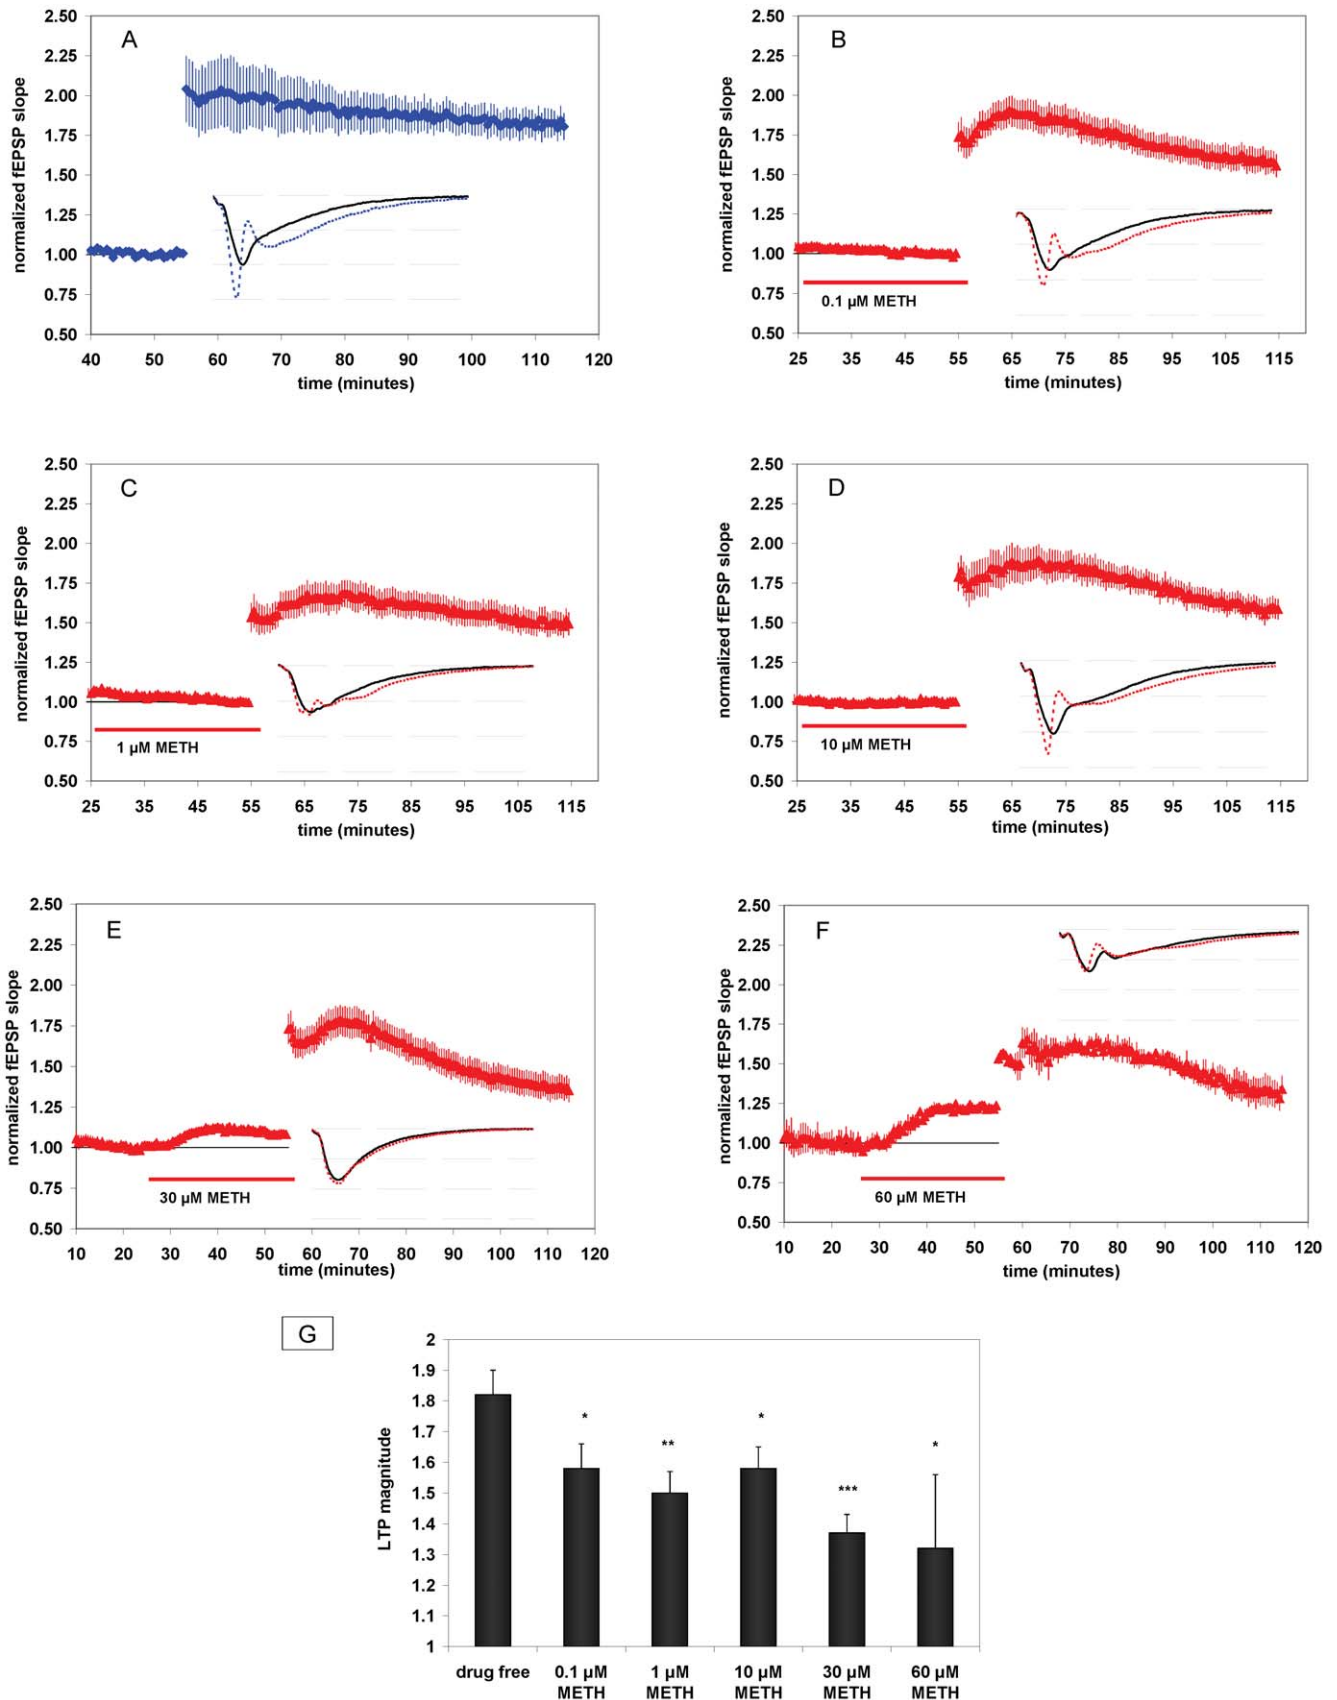 A
normalized fEPSP slope
2.50
2.25
2.00
1.75
1.50
1.25
1.00
0.75
0.50
40 50 60 70 80 90 100 110 120
time (minutes)
B
normalized fEPSP slope
2.50
2.25
2.00
1.75
1.50
1.25
1.00
0.75
0.50
0.1 µM METH
25 35 45 55 65 75 85 95 105 115
time (minutes)
C
normalized fEPSP slope
2.50
2.25
2.00
1.75
1.50
1.25
1.00
0.75
0.50
1 µM METH
25 35 45 55 65 75 85 95 105 115
time (minutes)
D
normalized fEPSP slope
2.50
2.25
2.00
1.75
1.50
1.25
1.00
0.75
0.50
10 µM METH
25 35 45 55 65 75 85 95 105 115
time (minutes)
E
normalized fEPSP slope
2.50
2.25
2.00
1.75
1.50
1.25
1.00
0.75
0.50
30 µM METH
10 20 30 40 50 60 70 80 90 100 110 120
time (minutes)
F
normalized fEPSP slope
2.50
2.25
2.00
1.75
1.50
1.25
1.00
0.75
0.50
60 µM METH
10 20 30 40 50 60 70 80 90 100 110 120
time (minutes)
G
LTP magnitude
2
1.9
1.8
1.7
1.6
1.5
1.4
1.3
1.2
1.1
1
* ** * *** *
drug free 0.1 µM 1 µM 10 µM 30 µM 60 µM
METH METH METH METH METH